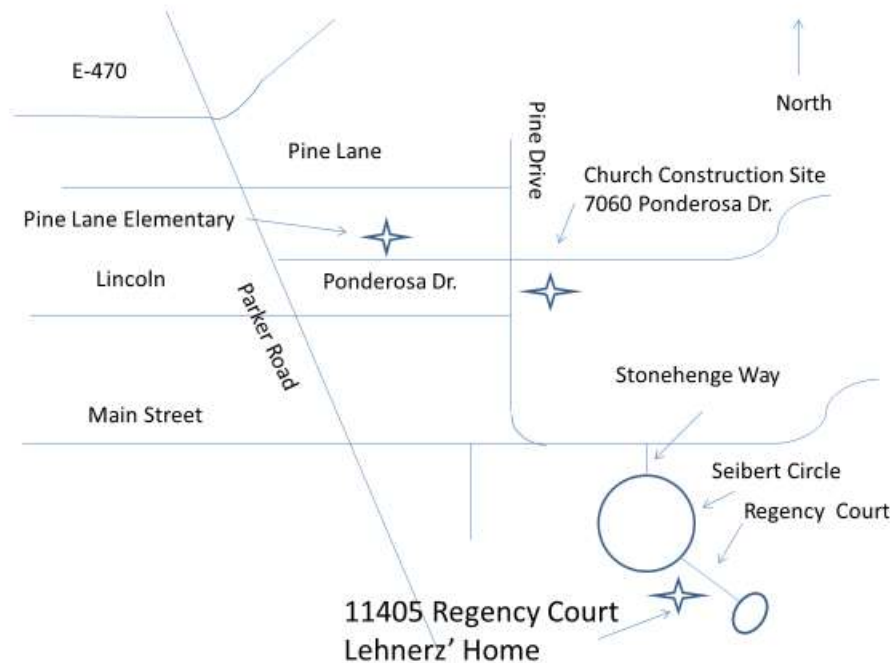 E-470
North
Pine Lane
Pine Drive
Church Construction Site
7060 Ponderosa Dr.
Pine Lane Elementary
Lincoln
Ponderosa Dr.
Parker Road
Stonehenge Way
Main Street
Seibert Circle
Regency Court
11405 Regency Court
Lehnerz’ Home